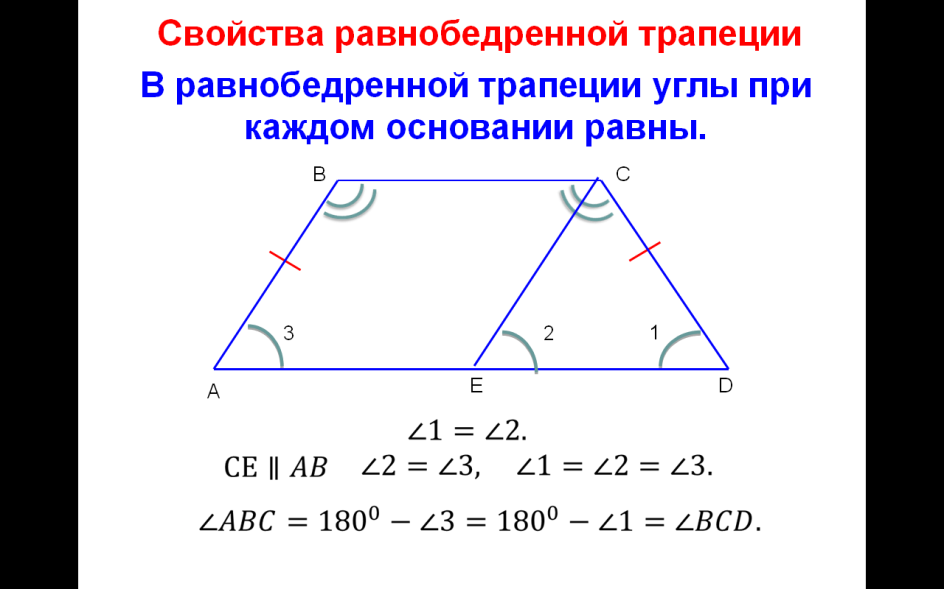 Свойства равнобедренной трапеции
В равнобедренной трапеции углы при
каждом основании равны.
B C
3 2 1
A E D
∠1 = ∠2.
CE ∥ AB ∠2 = ∠3, ∠1 = ∠2 = ∠3.
∠ABC = 180⁰ − ∠3 = 180⁰ − ∠1 = ∠BCD.